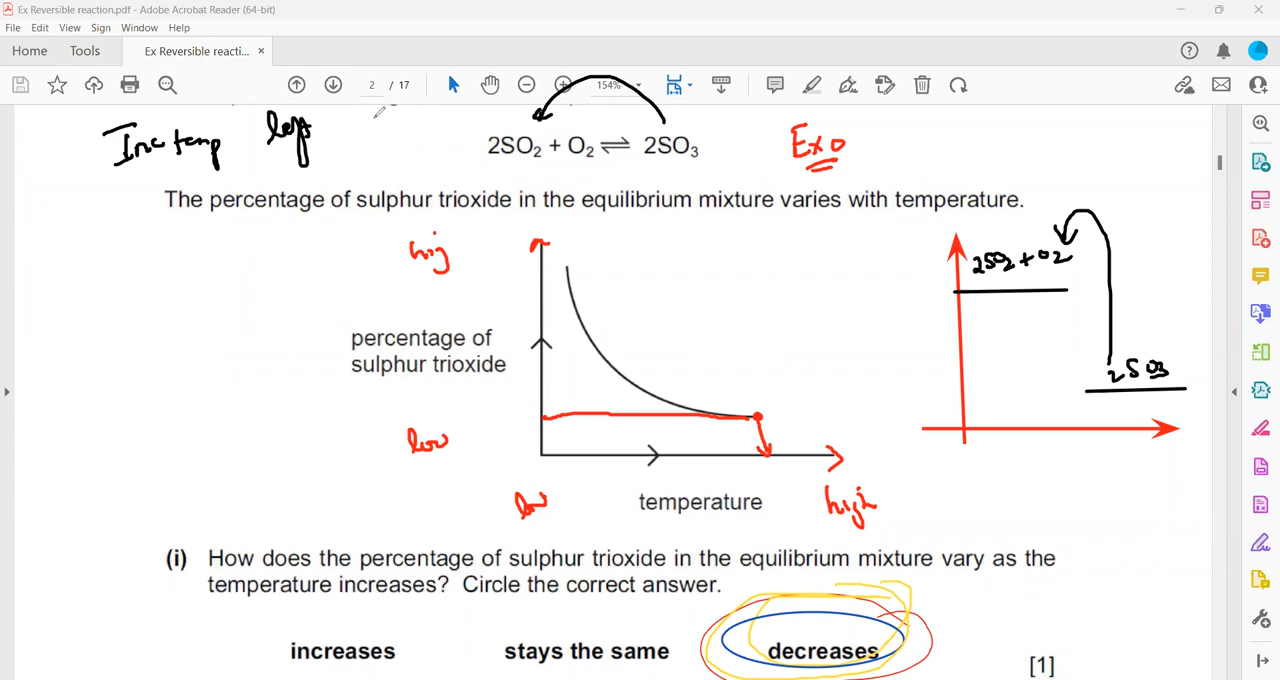 Ex Reversible reaction.pdf - Adobe Acrobat Reader (64-bit)
File Edit View Sign Window Help
Home Tools Ex Reversible reacti... ×
2 / 17 154%
Inc temp left
2SO₂ + O₂ ⇌ 2SO₃ Exo
The percentage of sulphur trioxide in the equilibrium mixture varies with temperature.
hig
2SO2 + O2
percentage of
sulphur trioxide
2SO3
low
low temperature high
(i) How does the percentage of sulphur trioxide in the equilibrium mixture vary as the
temperature increases? Circle the correct answer.
increases stays the same decreases
[1]